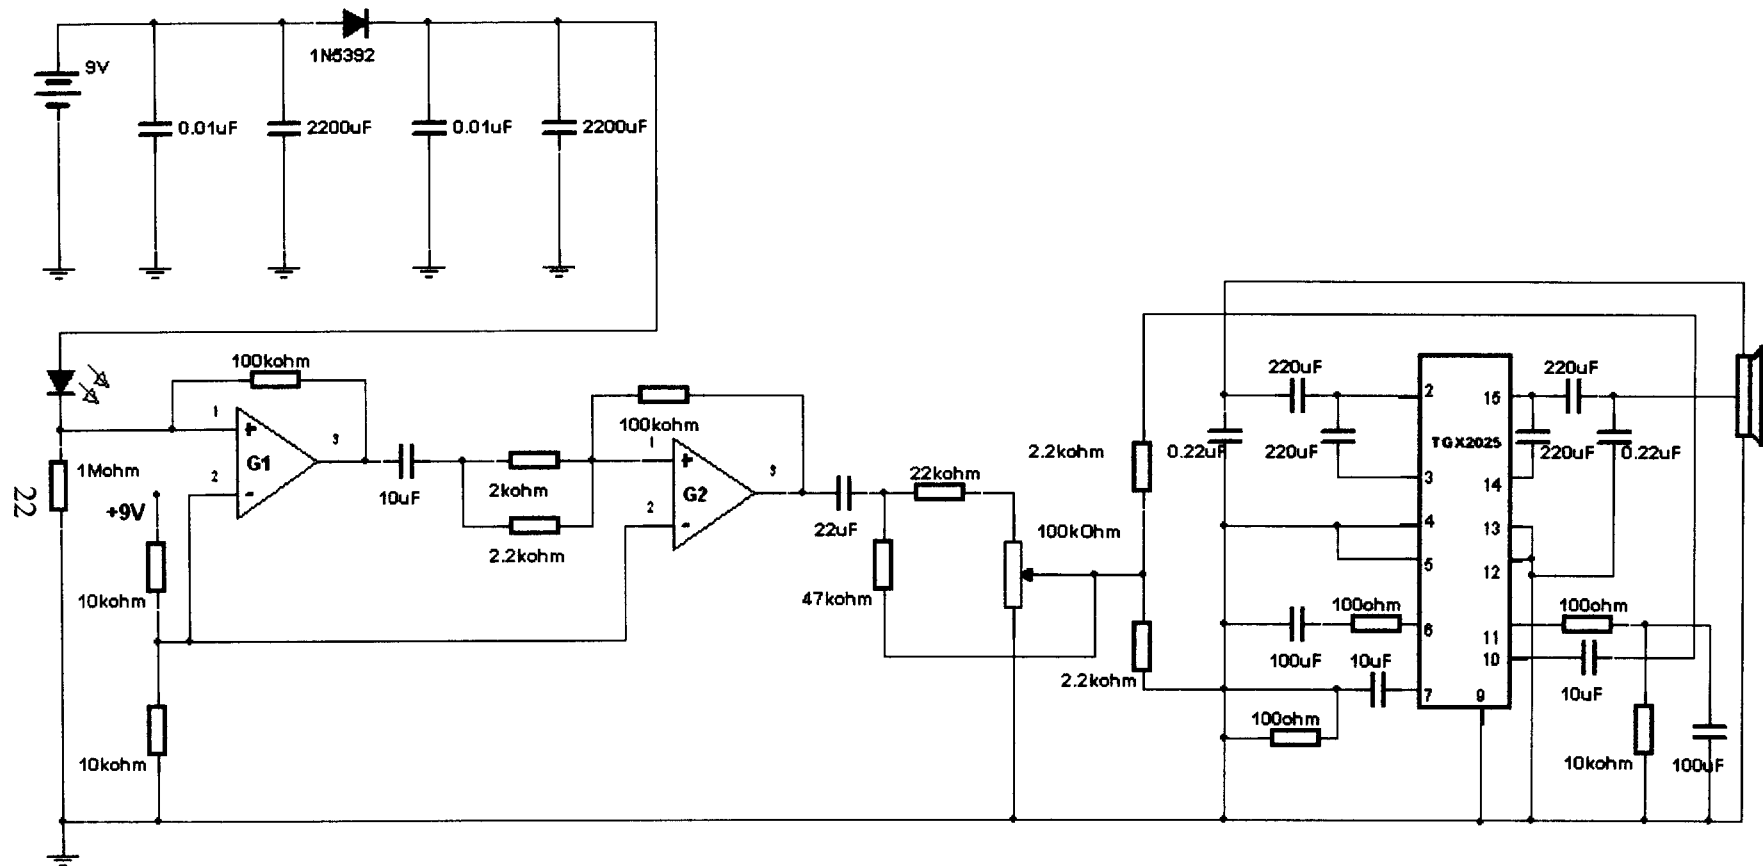 1N5392
9V
0.01uF
2200uF
0.01uF
2200uF
100kohm
1
3
+
G1
-
2
1Mohm
22
+9V
10kohm
10kohm
10uF
2kohm
2.2kohm
100kohm
1
3
+
G2
-
2
22uF
22kohm
47kohm
100kOhm
2.2kohm
2.2kohm
0.22uF
220uF
220uF
100ohm
100uF
10uF
100ohm
TGX2025
2
3
4
5
6
7
9
15
14
13
12
11
10
220uF
220uF
0.22uF
100ohm
10uF
10kohm
100uF